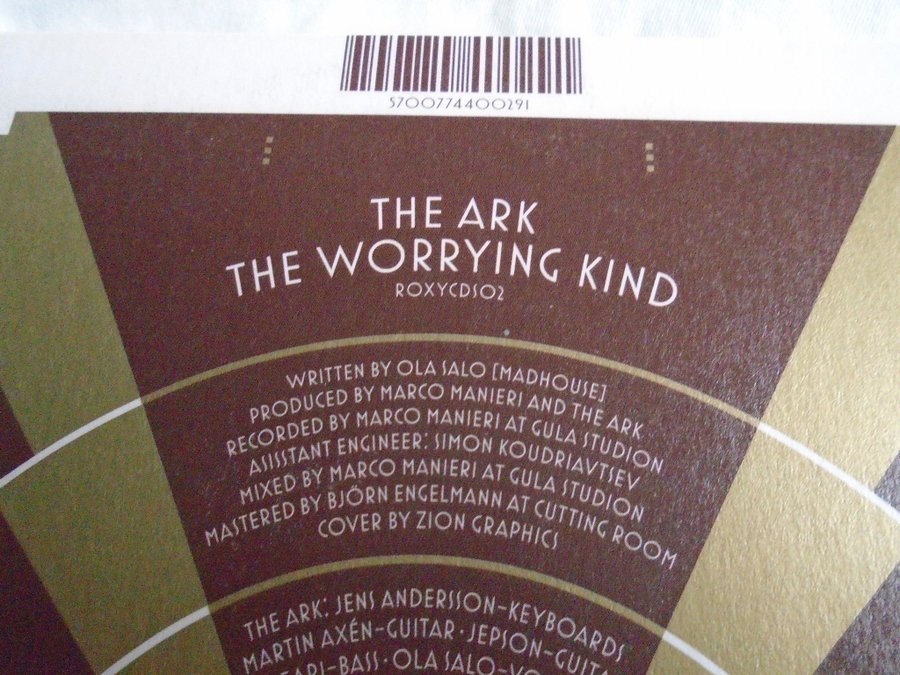 5700774400291
THE ARK
THE WORRYING KIND
ROXYCDS02
WRITTEN BY OLA SALO [MADHOUSE]
PRODUCED BY MARCO MANIERI AND THE ARK
RECORDED BY MARCO MANIERI AT GULA STUDION
ASISSTANT ENGINEER: SIMON KOUDRIAVTSEV
MIXED BY MARCO MANIERI AT GULA STUDION
MASTERED BY BJÖRN ENGELMANN AT CUTTING ROOM
COVER BY ZION GRAPHICS
THE ARK: JENS ANDERSSON-KEYBOARDS
MARTIN AXÉN-GUITAR · JEPSON-GUITA
BASS · OLA SALO-